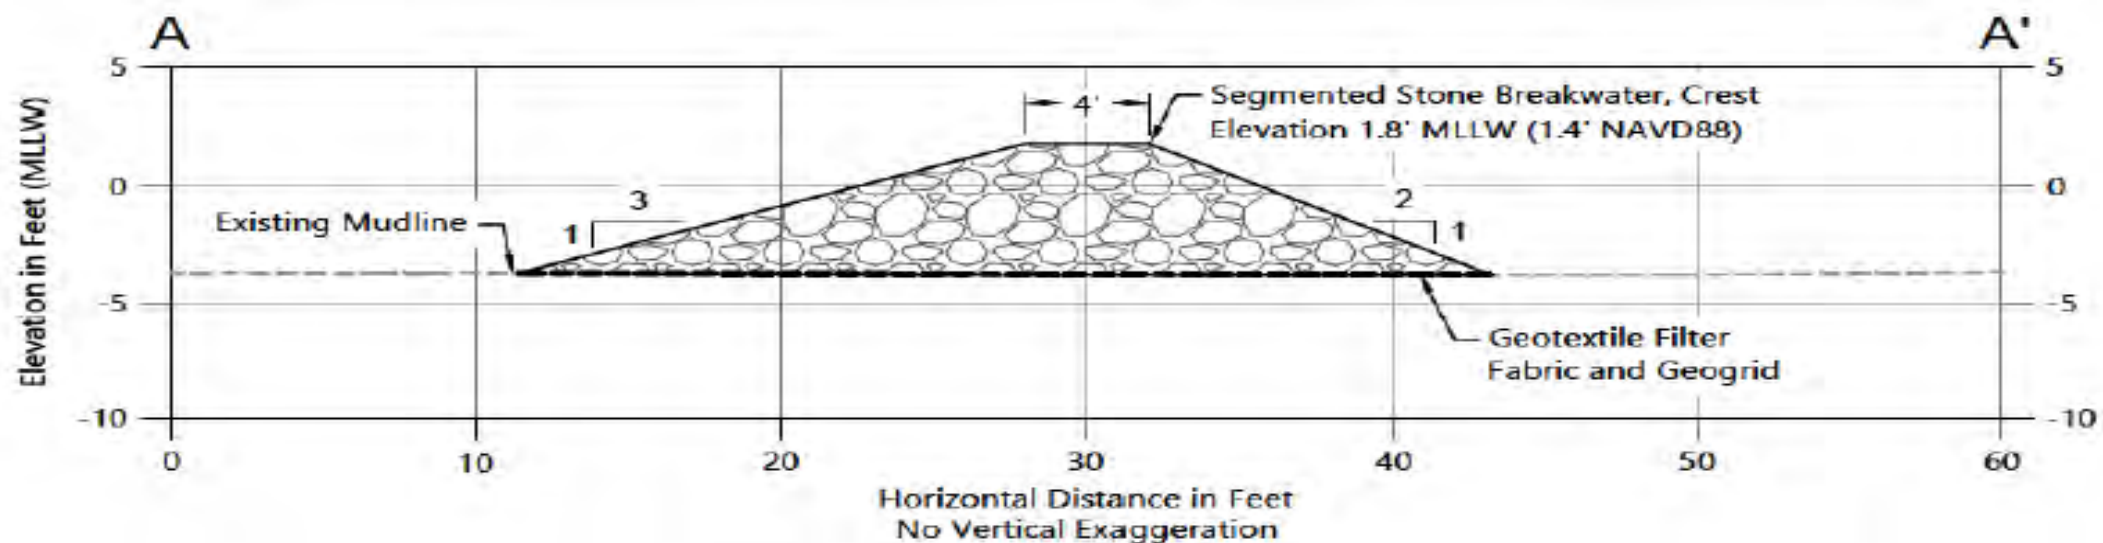 A A'
5 5
4'
Segmented Stone Breakwater, Crest
Elevation 1.8' MLLW (1.4' NAVD88)
0 0
3 2
Existing Mudline 1 1
-5 -5
Geotextile Filter
Fabric and Geogrid
-10 -10
0 10 20 30 40 50 60
Horizontal Distance in Feet
No Vertical Exaggeration
Elevation in Feet (MLLW)